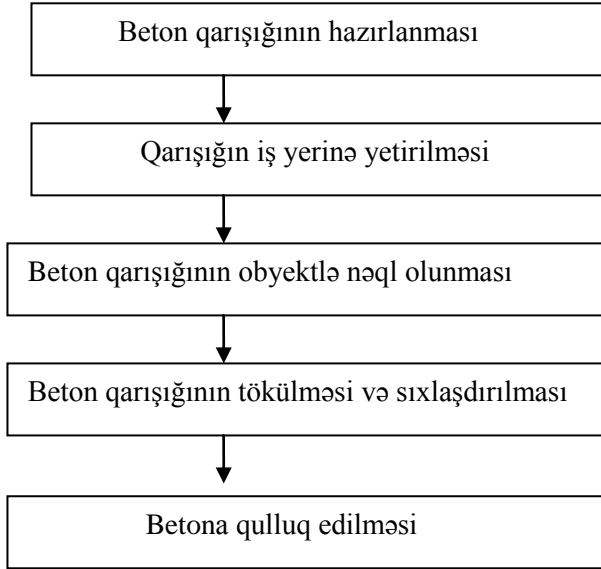 Beton qarışığının hazırlanması
Qarışığın iş yerinə yetirilməsi
Beton qarışığının obyektlə nəql olunması
Beton qarışığının tökülməsi və sıxlaşdırılması
Betona qulluq edilməsi